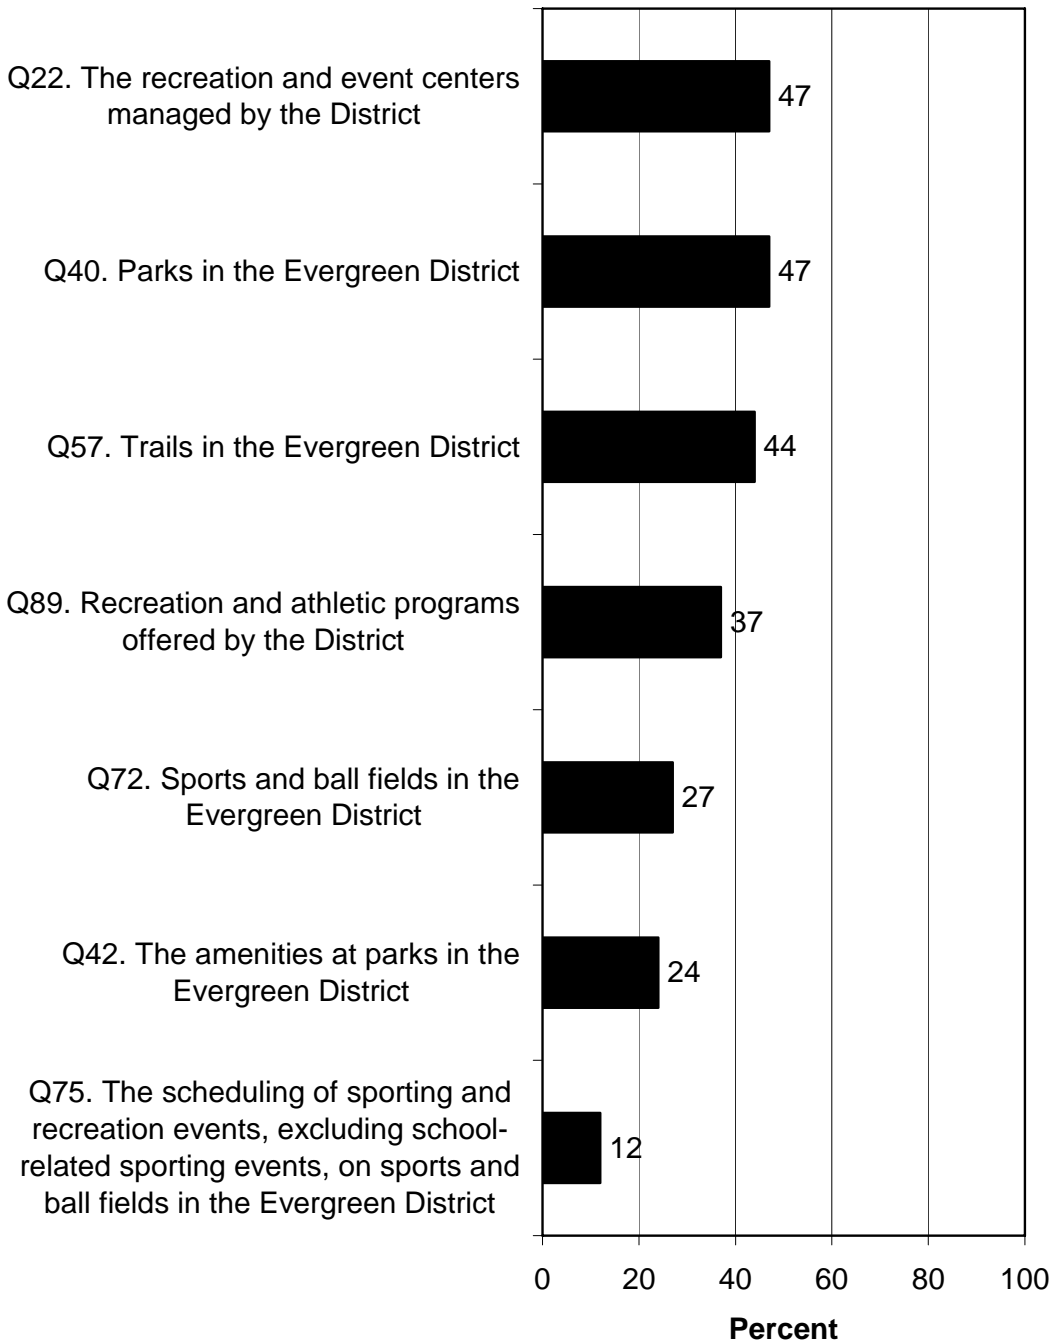 Q22. The recreation and event centers
managed by the District
47
Q40. Parks in the Evergreen District
47
Q57. Trails in the Evergreen District
44
Q89. Recreation and athletic programs
offered by the District
37
Q72. Sports and ball fields in the
Evergreen District
27
Q42. The amenities at parks in the
Evergreen District
24
Q75. The scheduling of sporting and
recreation events, excluding school-
related sporting events, on sports and
ball fields in the Evergreen District
12
0 20 40 60 80 100
Percent